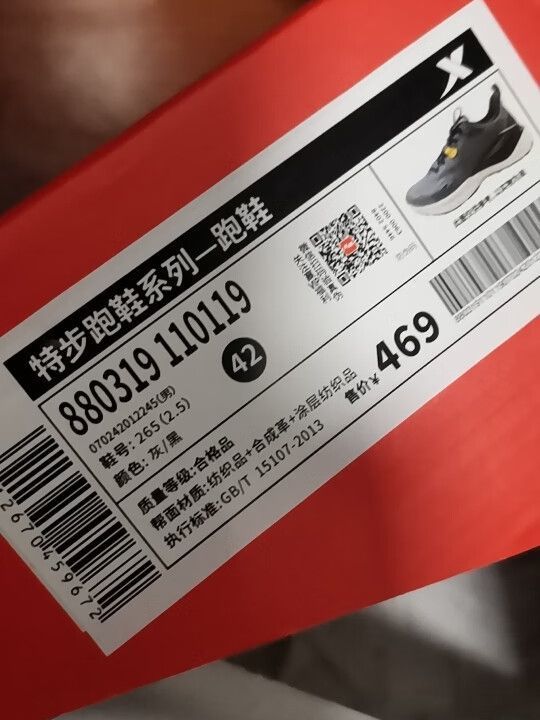 特步跑鞋系列—跑鞋
880319 110119
42
070242012245(男)
鞋号: 265 (2.5)
颜色: 灰/黑
质量等级: 合格品
帮面材质: 纺织品+合成革+涂层纺织品
执行标准: GB/T 15107-2013
售价¥ 469
2300 0063